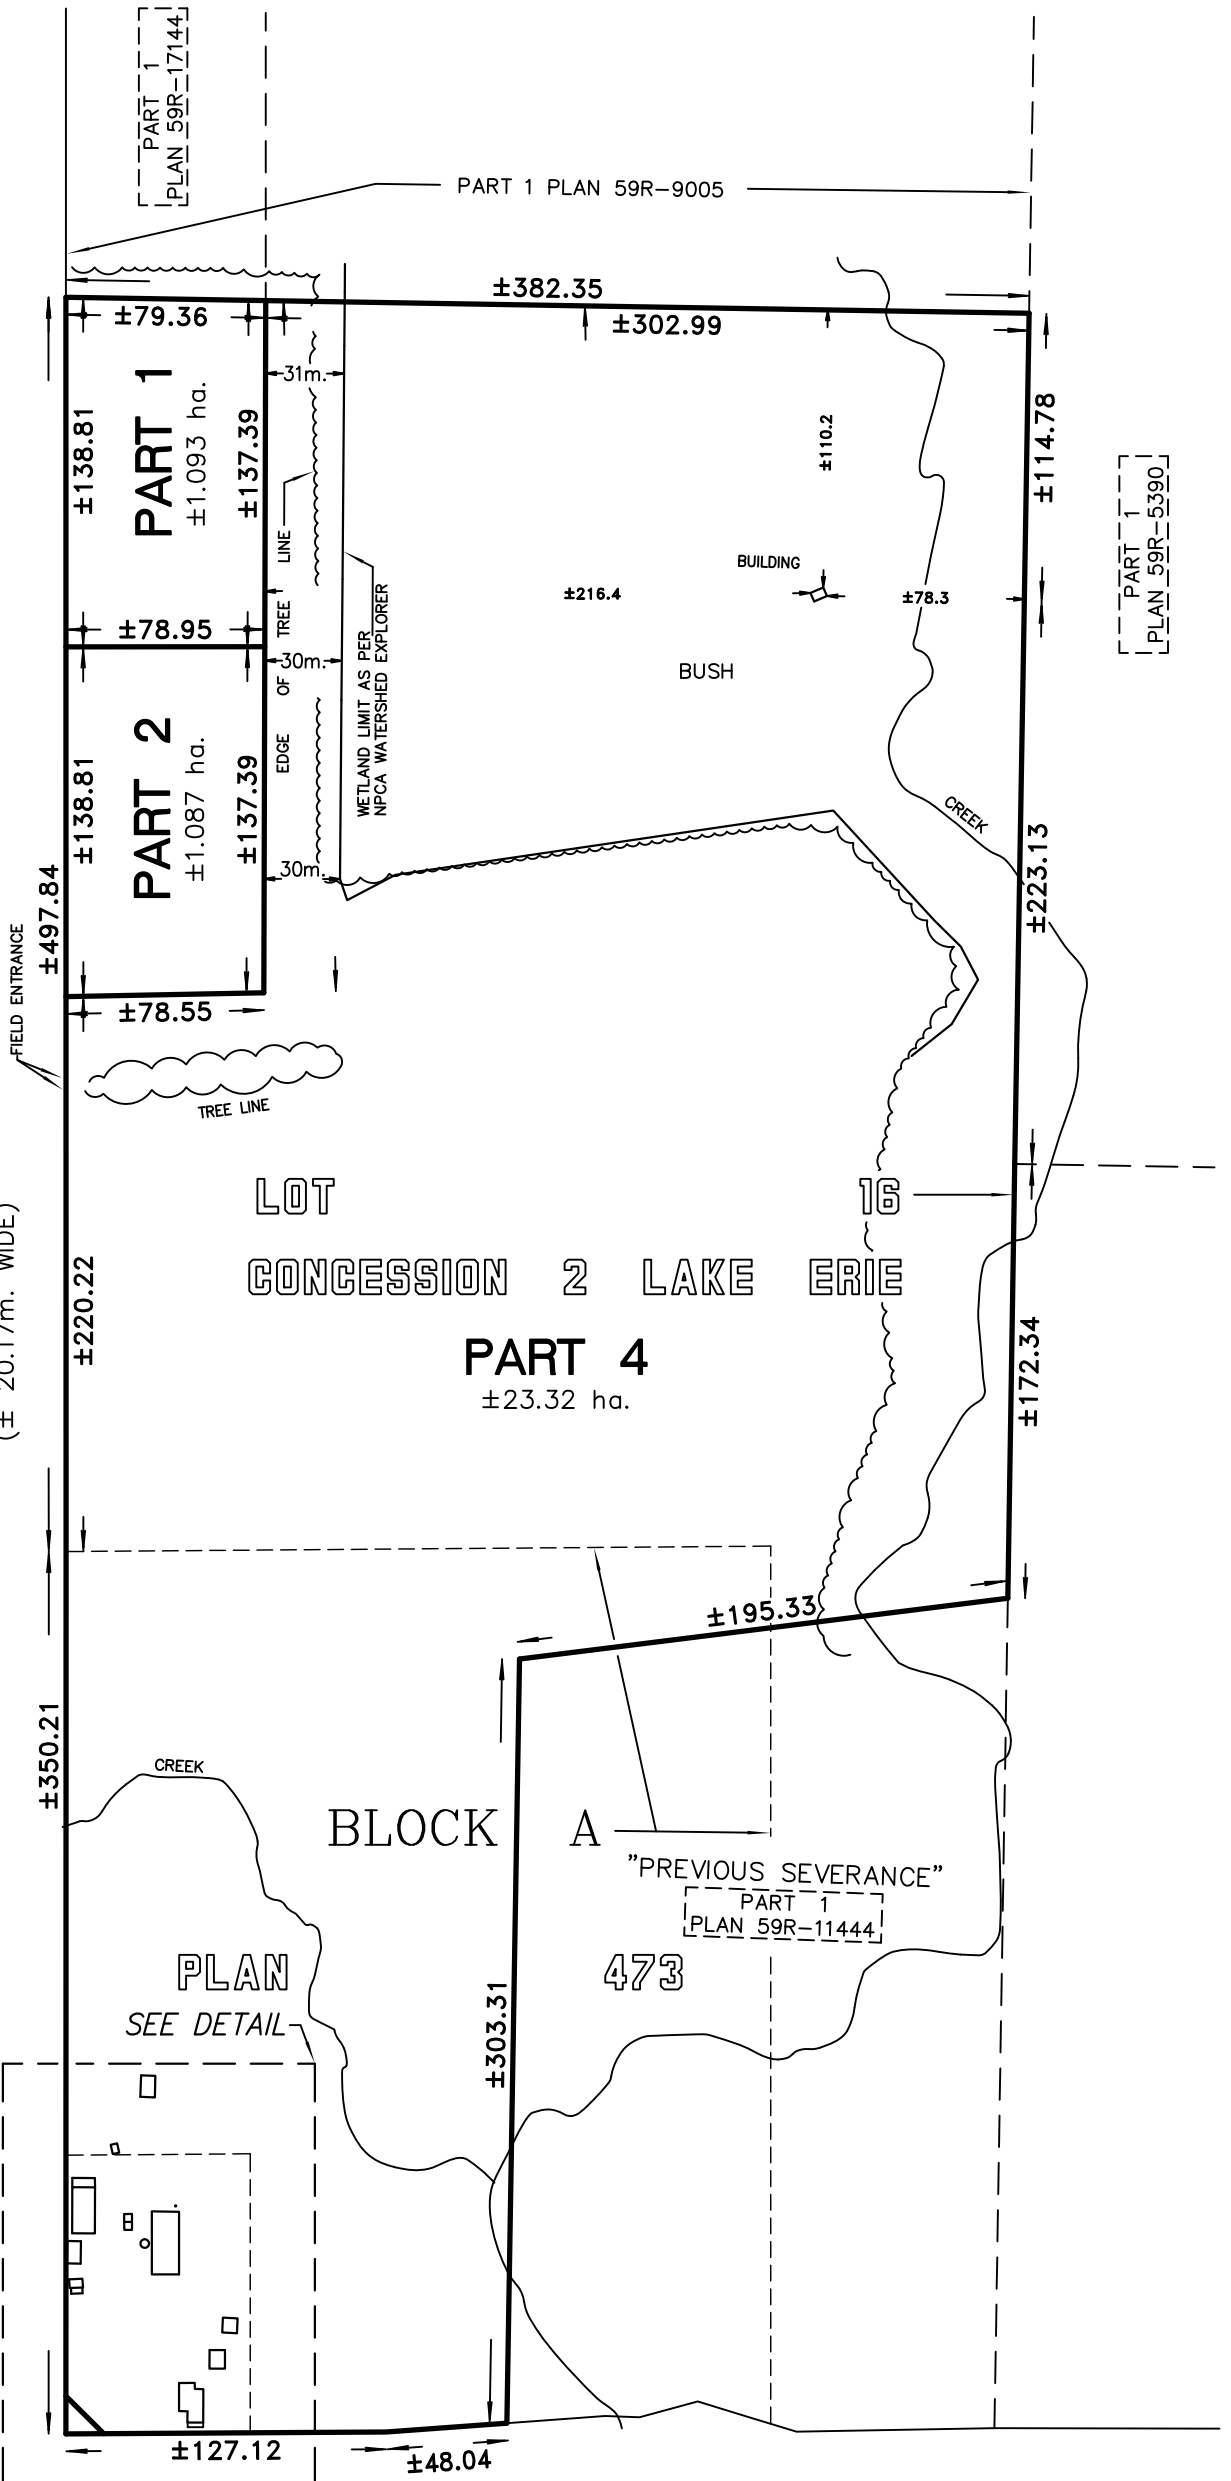 PART 1
PLAN 59R-17144
PART 1 PLAN 59R-9005
±382.35
±79.36
±302.99
31m.
±138.81
PART 1
±1.093 ha.
±137.39
±110.2
±114.78
PART 1
PLAN 59R-5390
BUILDING
±216.4
±78.3
±78.95
30m.
BUSH
EDGE OF TREE LINE
WETLAND LIMIT AS PER
NPCA WATERSHED EXPLORER
±138.81
PART 2
±1.087 ha.
±137.39
CREEK
±223.13
30m.
±497.84
FIELD ENTRANCE
±78.55
TREE LINE
LOT 16
(± 20.17m. WIDE)
CONCESSION 2 LAKE ERIE
±220.22
PART 4
±23.32 ha.
±172.34
±195.33
±350.21
CREEK
BLOCK A
"PREVIOUS SEVERANCE"
PART 1
PLAN 59R-11444
PLAN 473
SEE DETAIL
±303.31
±127.12
±48.04